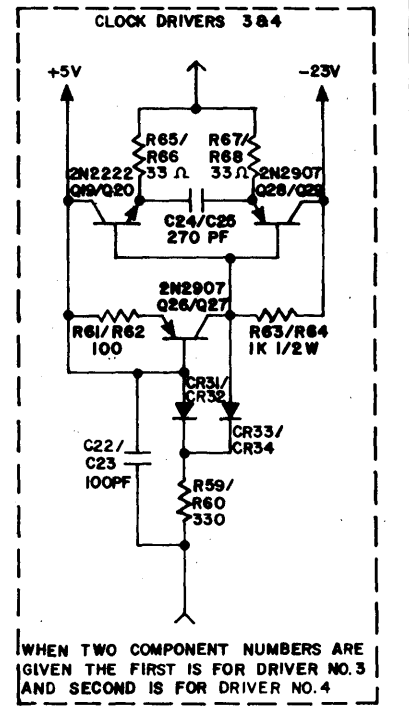 CLOCK DRIVERS 3&4
+5V
-23V
R65/
R66
33 Ω
R67/
R68
33 Ω
2N2222
Q19/Q20
2N2907
Q28/Q29
C24/C25
270 PF
2N2907
Q26/Q27
R61/R62
100
R63/R64
1K 1/2 W
CR31/
CR32
CR33/
CR34
C22/
C23
100PF
R59/
R60
330
WHEN TWO COMPONENT NUMBERS ARE
GIVEN THE FIRST IS FOR DRIVER NO.3
AND SECOND IS FOR DRIVER NO.4